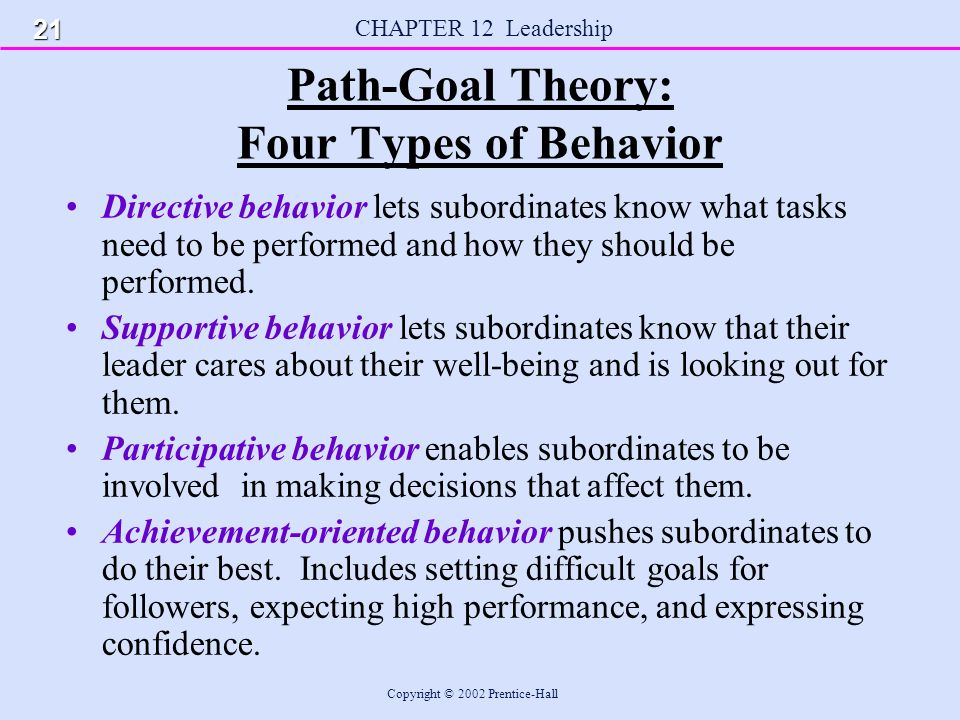 21
CHAPTER 12  Leadership
Path-Goal Theory:
Four Types of Behavior
• Directive behavior lets subordinates know what tasks
need to be performed and how they should be
performed.
• Supportive behavior lets subordinates know that their
leader cares about their well-being and is looking out for
them.
• Participative behavior enables subordinates to be
involved  in making decisions that affect them.
• Achievement-oriented behavior pushes subordinates to
do their best.  Includes setting difficult goals for
followers, expecting high performance, and expressing
confidence.
Copyright © 2002 Prentice-Hall